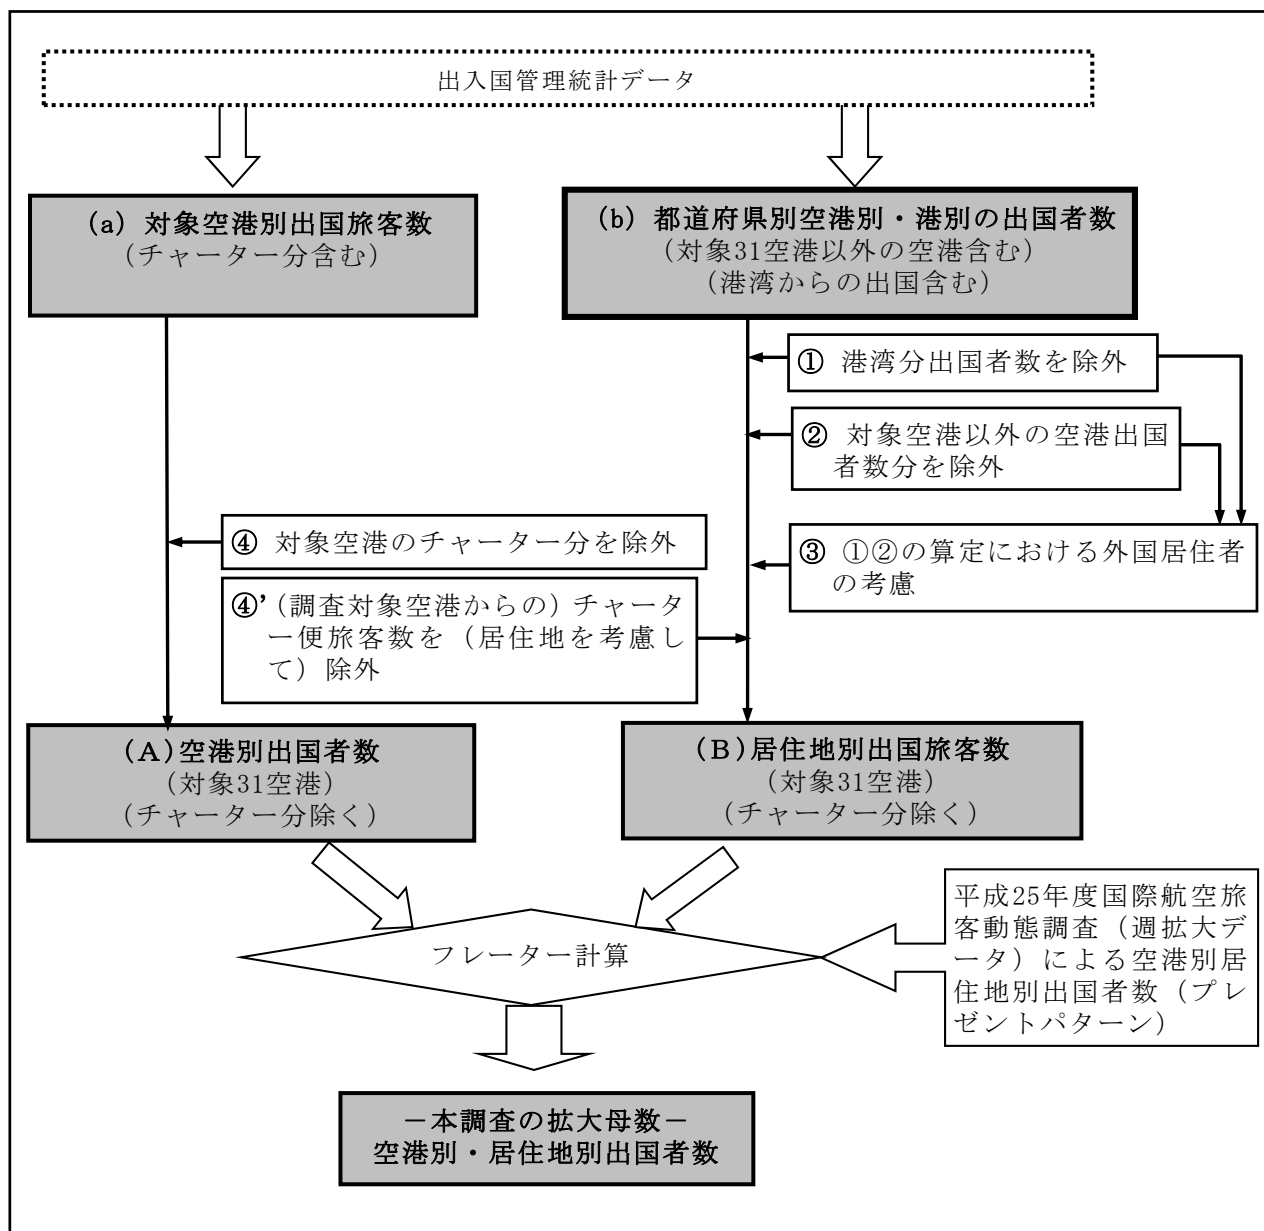 出入国管理統計データ
(a) 対象空港別出国旅客数
(チャーター分含む)
(b) 都道府県別空港別・港別の出国者数
(対象31空港以外の空港含む)
(港湾からの出国含む)
① 港湾分出国者数を除外
② 対象空港以外の空港出国
者数分を除外
③ ①②の算定における外国居住者
の考慮
④ 対象空港のチャーター分を除外
④’(調査対象空港からの)チャータ
ー便旅客数を(居住地を考慮し
て)除外
(A)空港別出国者数
(対象31空港)
(チャーター分除く)
(B)居住地別出国旅客数
(対象31空港)
(チャーター分除く)
フレーター計算
平成25年度国際航空旅
客動態調査(週拡大デ
ータ)による空港別居
住地別出国者数(プレ
ゼントパターン)
-本調査の拡大母数-
空港別・居住地別出国者数